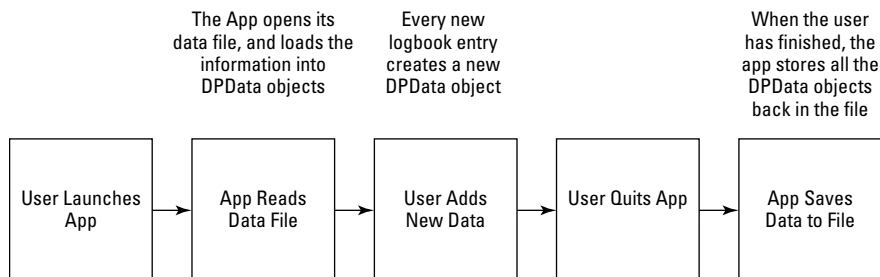 The App opens its
data file, and loads the
information into
DPData objects
Every new
logbook entry
creates a new
DPData object
When the user
has finished, the
app stores all the
DPData objects
back in the file
User Launches
App
App Reads
Data File
User Adds
New Data
User Quits App
App Saves
Data to File